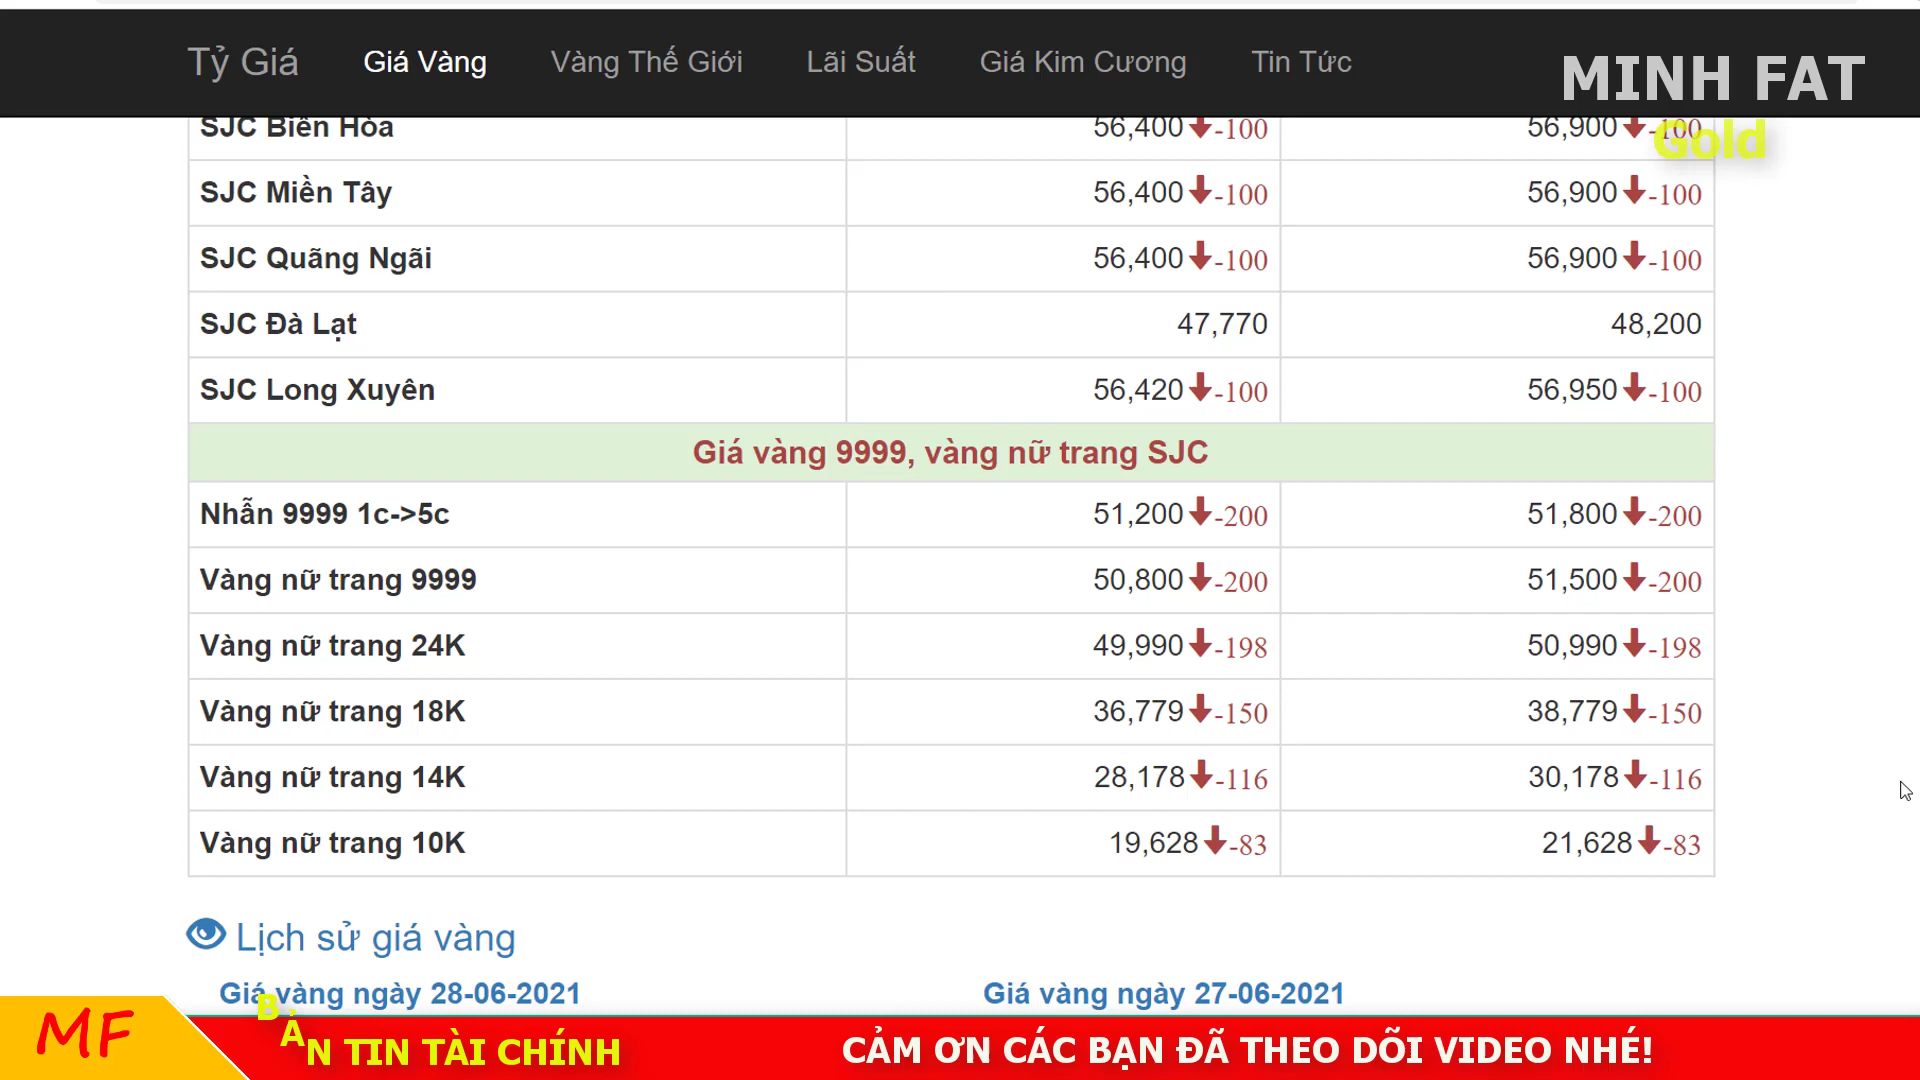 Tỷ Giá Giá Vàng Vàng Thế Giới Lãi Suất Giá Kim Cương Tin Tức
MINH FAT
Gold
SJC Biên Hòa 56,400 -100 56,900 -100
SJC Miền Tây 56,400 -100 56,900 -100
SJC Quãng Ngãi 56,400 -100 56,900 -100
SJC Đà Lạt 47,770 48,200
SJC Long Xuyên 56,420 -100 56,950 -100
Giá vàng 9999, vàng nữ trang SJC
Nhẫn 9999 1c->5c 51,200 -200 51,800 -200
Vàng nữ trang 9999 50,800 -200 51,500 -200
Vàng nữ trang 24K 49,990 -198 50,990 -198
Vàng nữ trang 18K 36,779 -150 38,779 -150
Vàng nữ trang 14K 28,178 -116 30,178 -116
Vàng nữ trang 10K 19,628 -83 21,628 -83
Lịch sử giá vàng
Giá vàng ngày 28-06-2021 Giá vàng ngày 27-06-2021
MF BẢN TIN TÀI CHÍNH CẢM ƠN CÁC BẠN ĐÃ THEO DÕI VIDEO NHÉ!